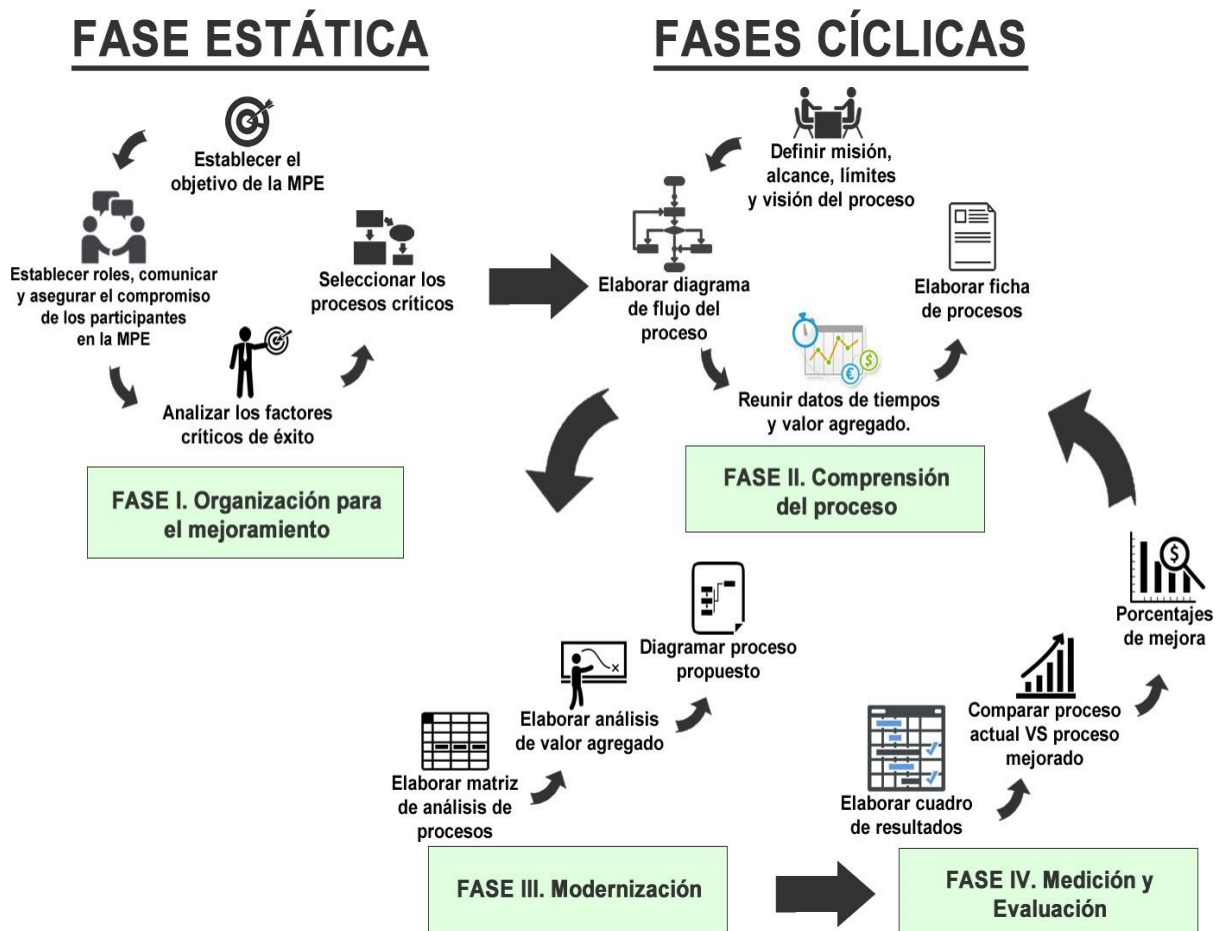 FASE ESTÁTICA
Establecer el
objetivo de la MPE
Establecer roles, comunicar
y asegurar el compromiso
de los participantes
en la MPE
Analizar los factores
críticos de éxito
Seleccionar los
procesos críticos
FASE I. Organización para
el mejoramiento
FASES CÍCLICAS
Definir misión,
alcance, límites
y visión del proceso
Elaborar diagrama
de flujo del
proceso
Reunir datos de tiempos
y valor agregado.
€
$
Elaborar ficha
de procesos
FASE II. Comprensión
del proceso
Elaborar matriz
de análisis de
procesos
Elaborar análisis
de valor agregado
Diagramar proceso
propuesto
FASE III. Modernización
Elaborar cuadro
de resultados
Comparar proceso
actual VS proceso
mejorado
$
Porcentajes
de mejora
FASE IV. Medición y
Evaluación